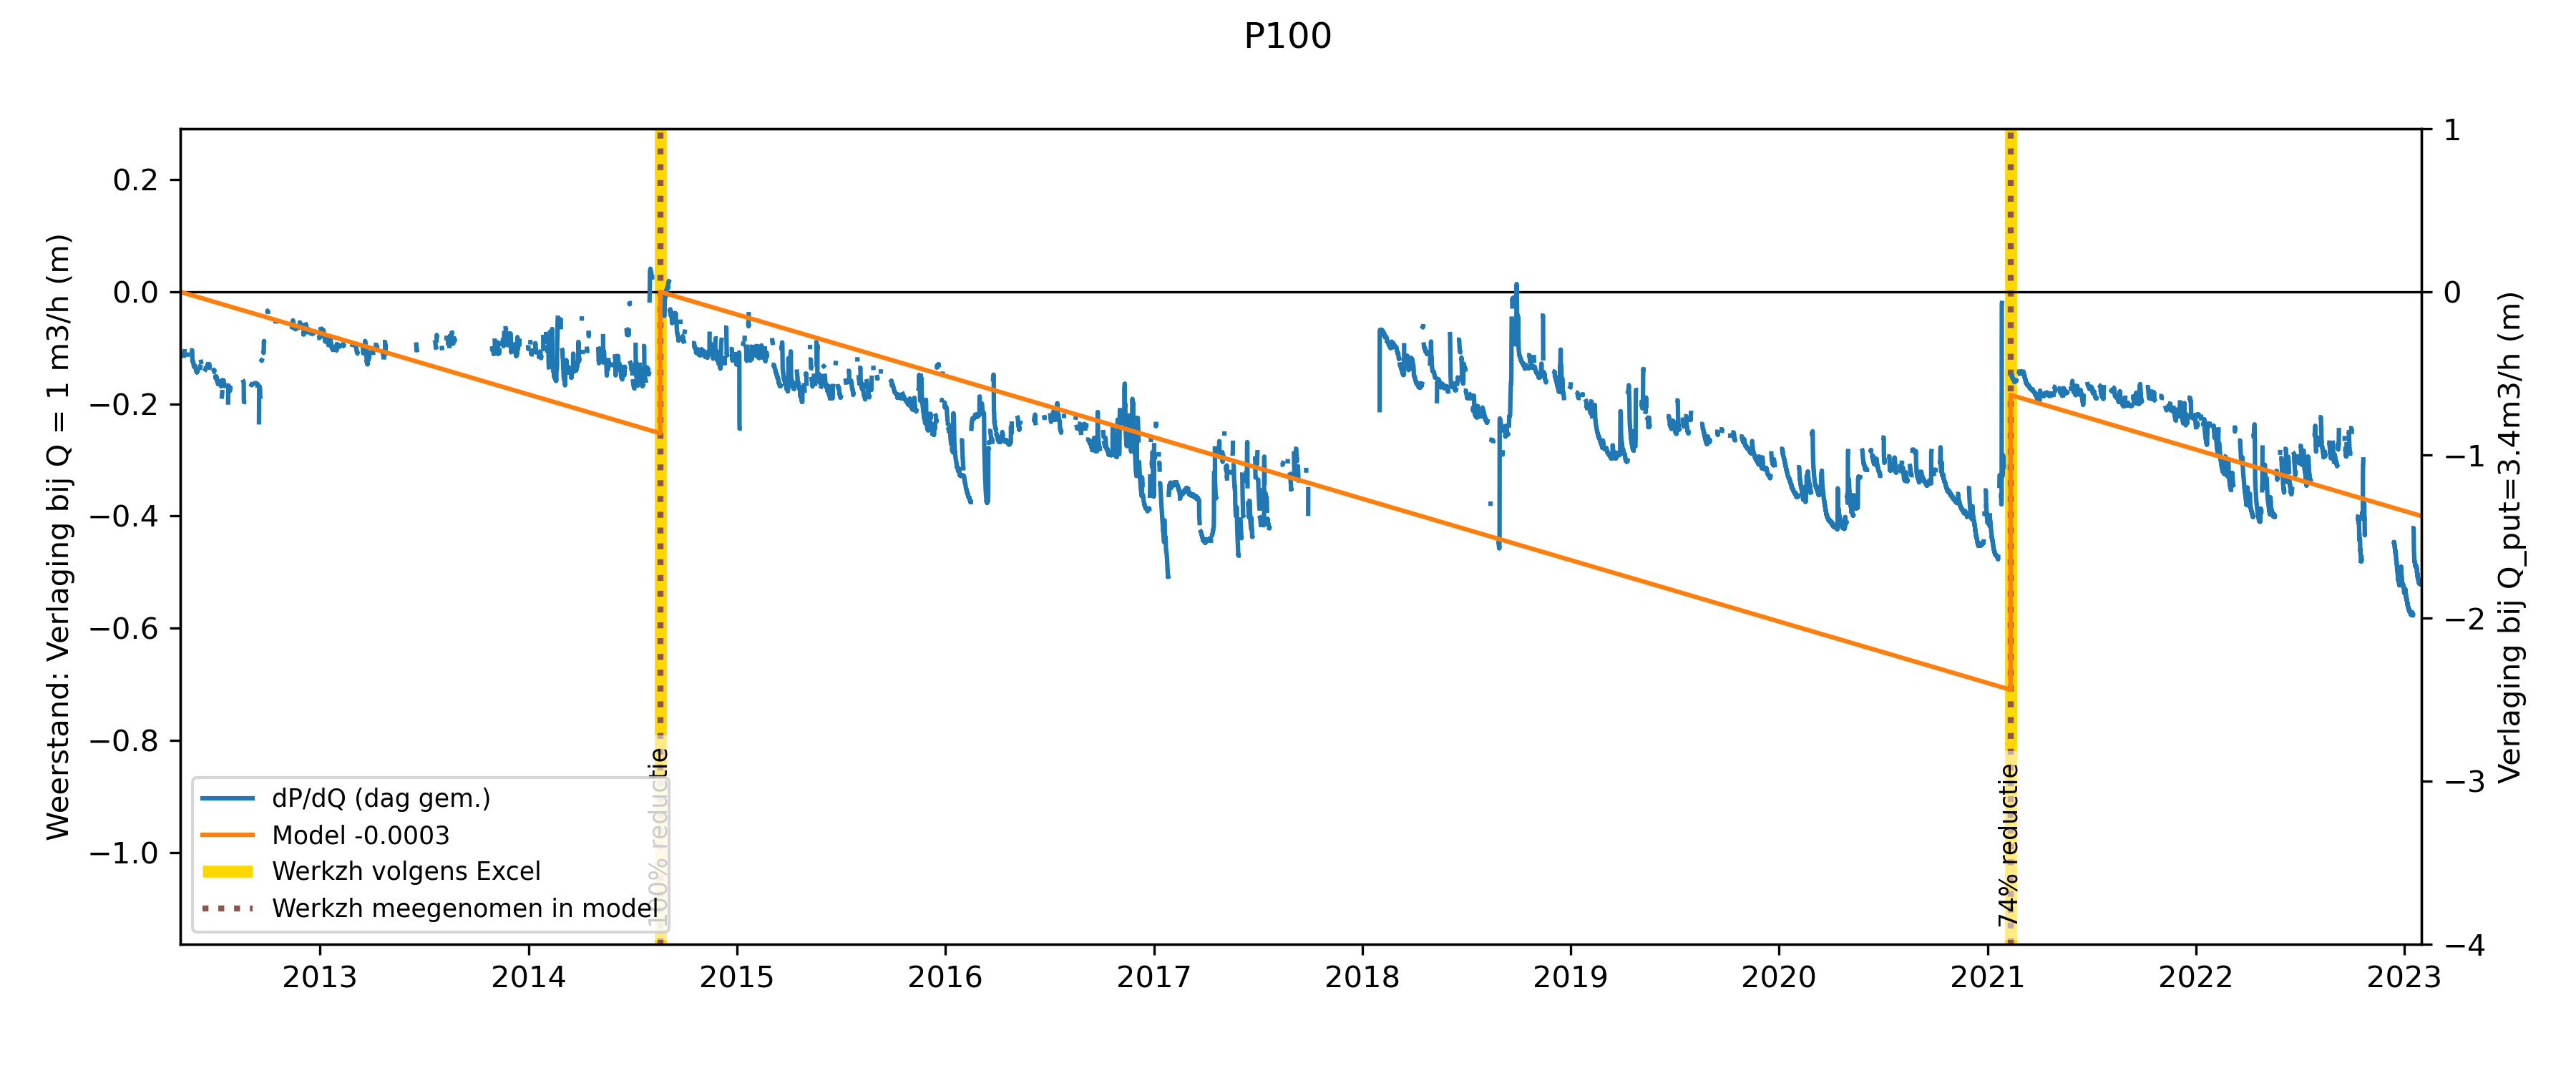 P100
Weerstand: Verlaging bij Q = 1 m3/h (m)
0.2
0.0
−0.2
−0.4
−0.6
−0.8
−1.0
1
0
−1
−2
−3
−4
Verlaging bij Q_put=3.4m3/h (m)
100% reductie
74% reductie
dP/dQ (dag gem.)
Model -0.0003
Werkzh volgens Excel
Werkzh meegenomen in model
2013 2014 2015 2016 2017 2018 2019 2020 2021 2022 2023